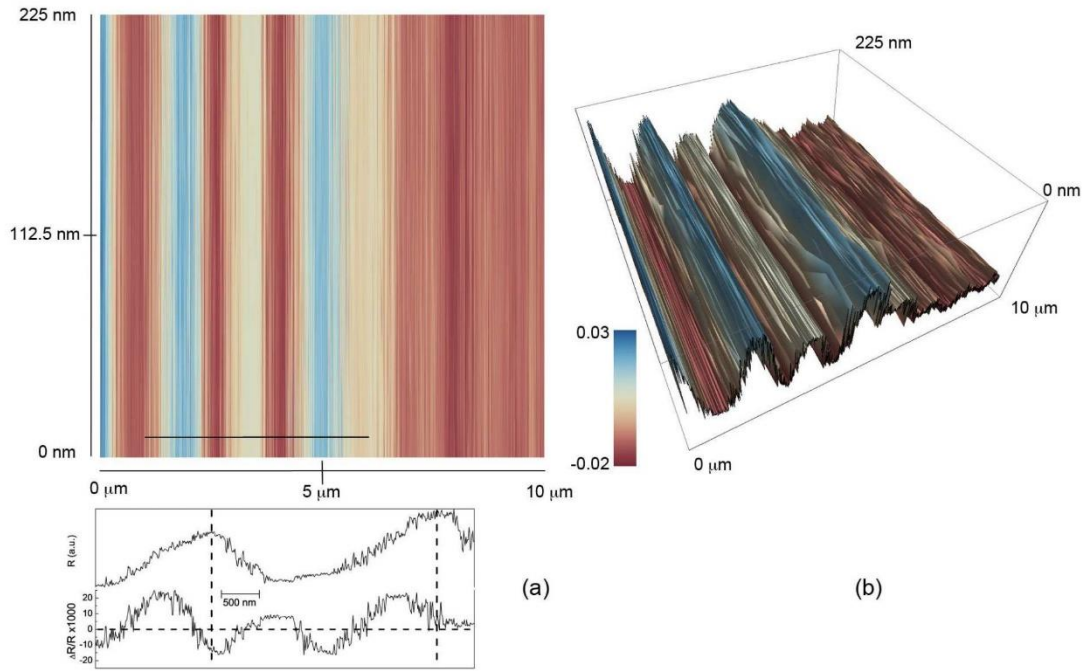 225 nm
112.5 nm
0 nm
0 μm
5 μm
10 μm
R (a.u.)
500 nm
ΔR/R x1000
20
10
0
-10
-20
(a)
225 nm
0 nm
10 μm
0 μm
0.03
-0.02
(b)